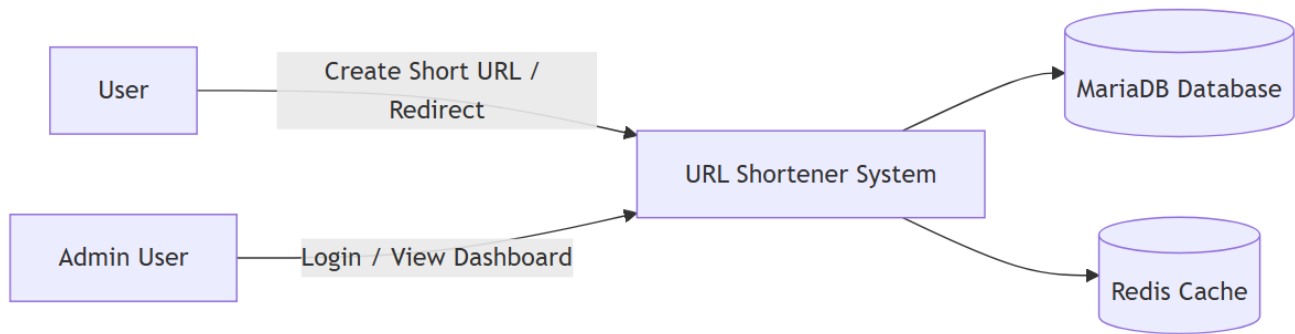 User
Create Short URL /
Redirect
MariaDB Database
URL Shortener System
Admin User
Login / View Dashboard
Redis Cache